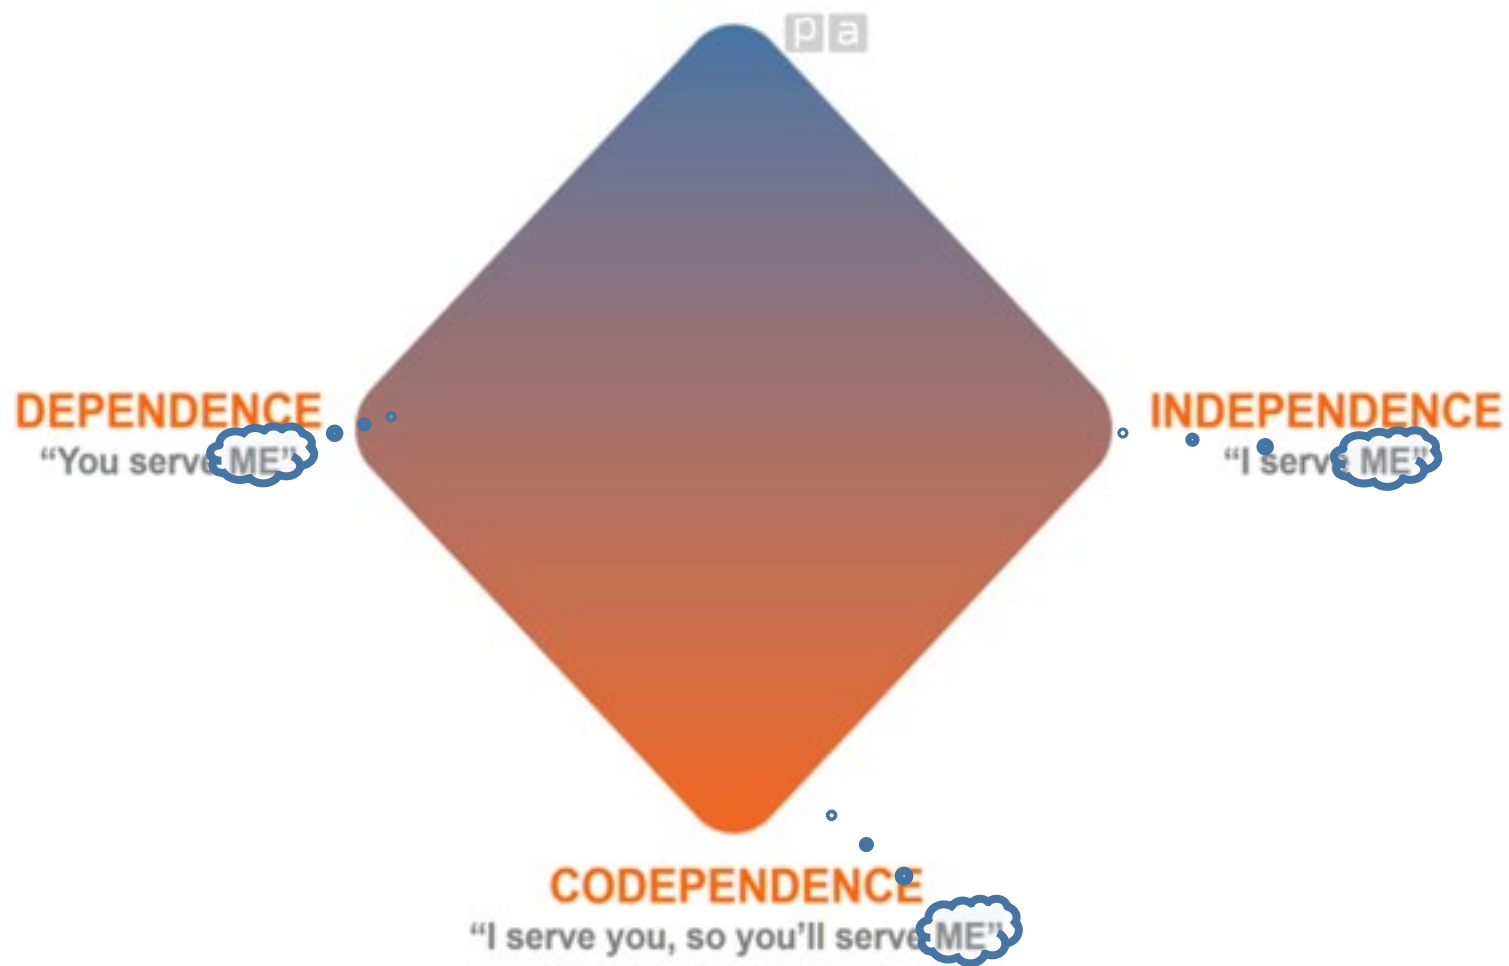 pa
DEPENDENCE
“You serve ME”
INDEPENDENCE
“I serve ME”
CODEPENDENCE
“I serve you, so you’ll serve ME”